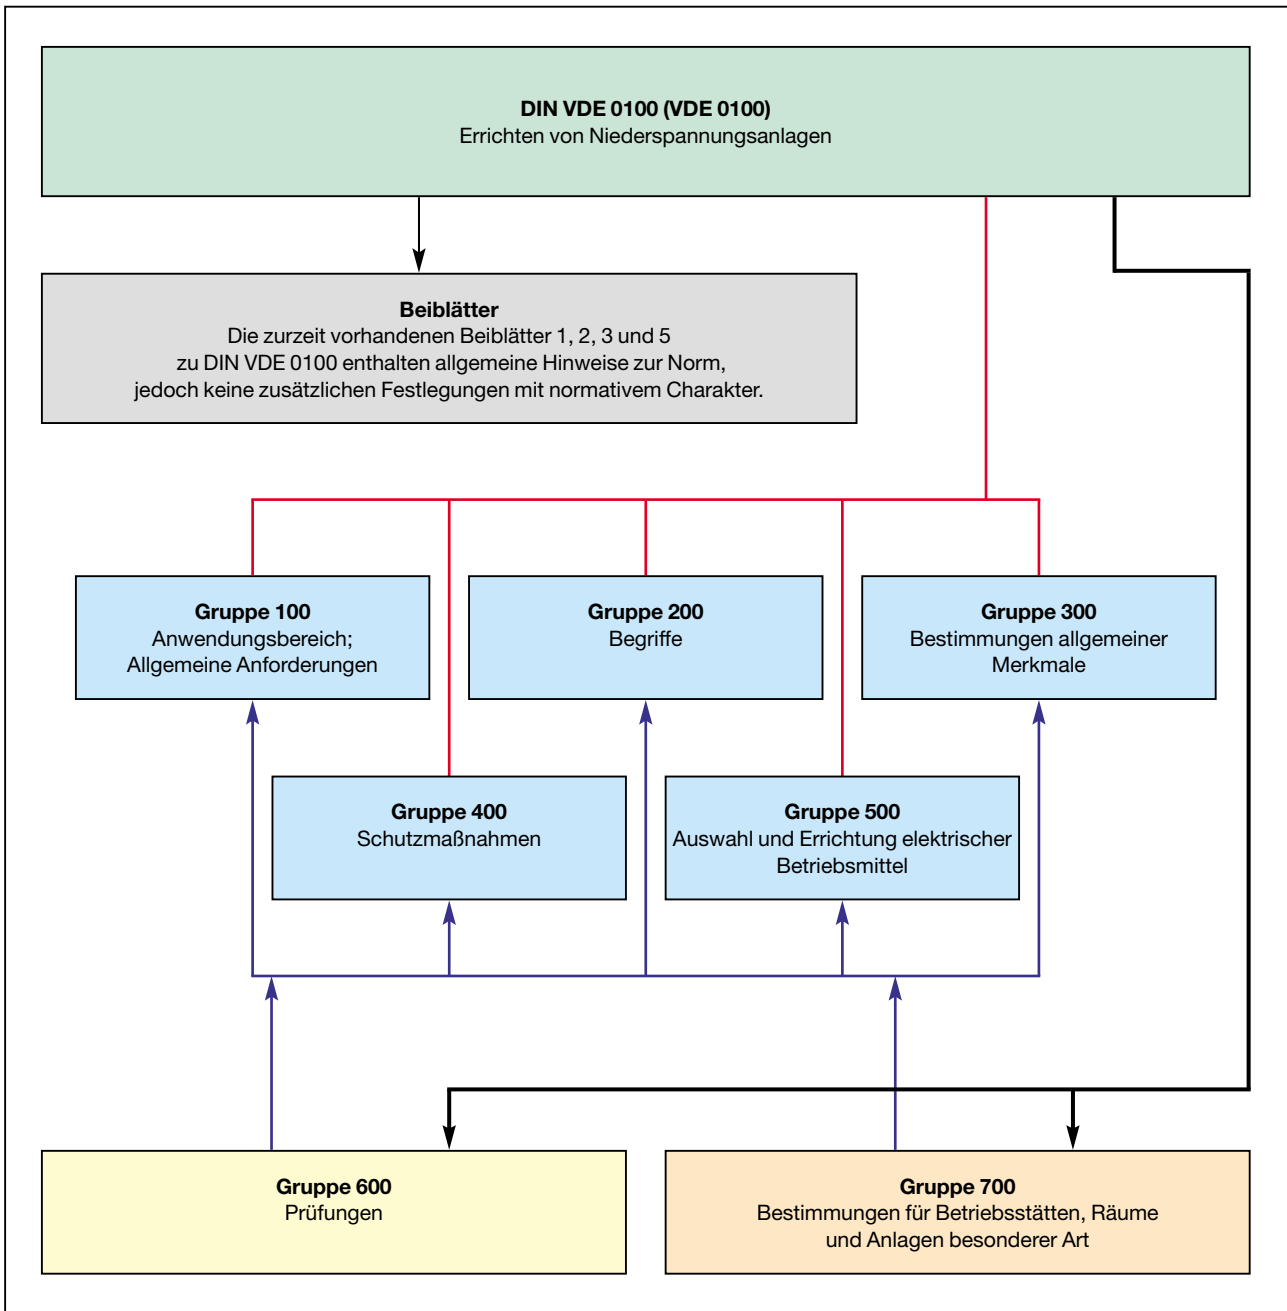 DIN VDE 0100 (VDE 0100)
Errichten von Niederspannungsanlagen
Beiblätter
Die zurzeit vorhandenen Beiblätter 1, 2, 3 und 5
zu DIN VDE 0100 enthalten allgemeine Hinweise zur Norm,
jedoch keine zusätzlichen Festlegungen mit normativem Charakter.
Gruppe 100
Anwendungsbereich;
Allgemeine Anforderungen
Gruppe 200
Begriffe
Gruppe 300
Bestimmungen allgemeiner
Merkmale
Gruppe 400
Schutzmaßnahmen
Gruppe 500
Auswahl und Errichtung elektrischer
Betriebsmittel
Gruppe 600
Prüfungen
Gruppe 700
Bestimmungen für Betriebsstätten, Räume
und Anlagen besonderer Art